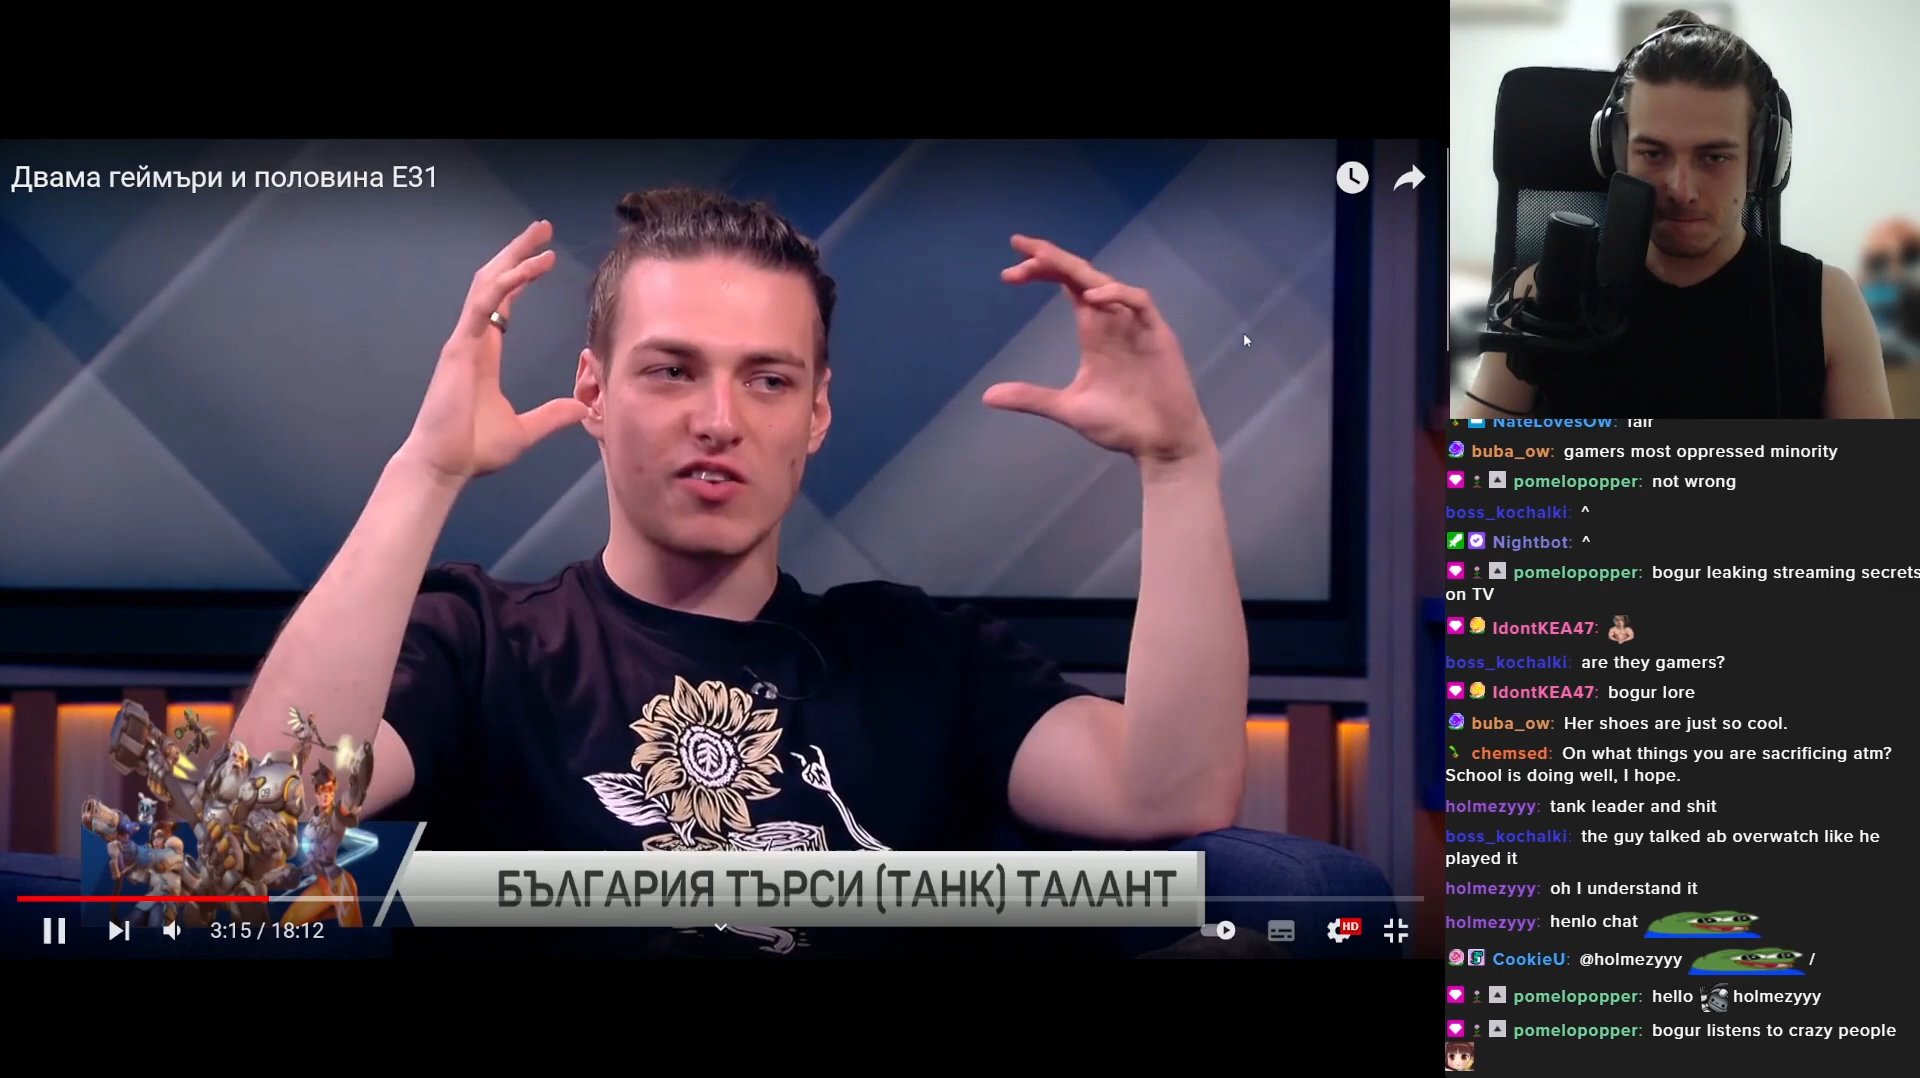 Двама геймъри и половина E31
БЪЛГАРИЯ ТЪРСИ (ТАНК) ТАЛАНТ
3:15 / 18:12
HD
NateLovesOW: fair
buba_ow: gamers most oppressed minority
pomelopopper: not wrong
boss_kochalki: ^
Nightbot: ^
pomelopopper: bogur leaking streaming secrets
on TV
IdontKEA47:
boss_kochalki: are they gamers?
IdontKEA47: bogur lore
buba_ow: Her shoes are just so cool.
chemsed: On what things you are sacrificing atm?
School is doing well, I hope.
holmezyyy: tank leader and shit
boss_kochalki: the guy talked ab overwatch like he
played it
holmezyyy: oh I understand it
holmezyyy: henlo chat
CookieU: @holmezyyy /
pomelopopper: hello holmezyyy
pomelopopper: bogur listens to crazy people